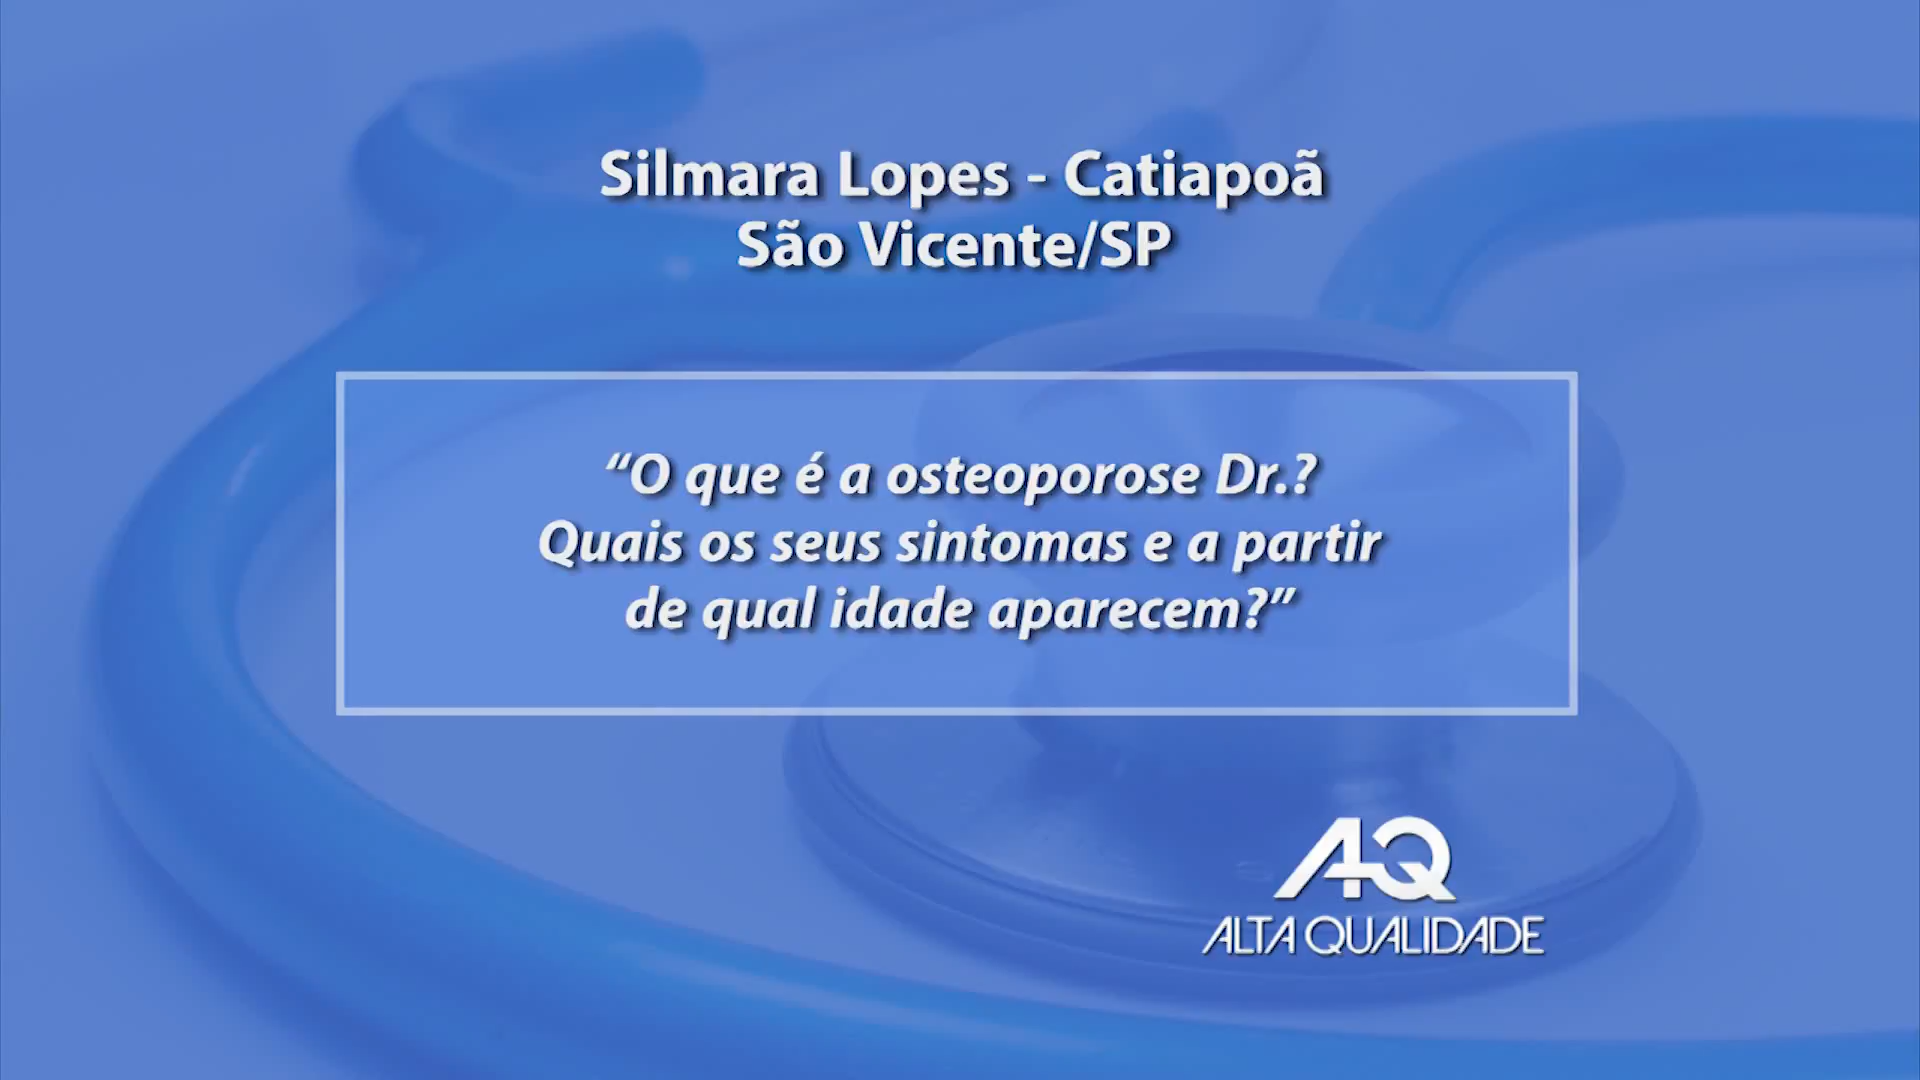 Silmara Lopes - Catiapoã
São Vicente/SP
“O que é a osteoporose Dr.?
Quais os seus sintomas e a partir
de qual idade aparecem?”
AQ
ALTA QUALIDADE